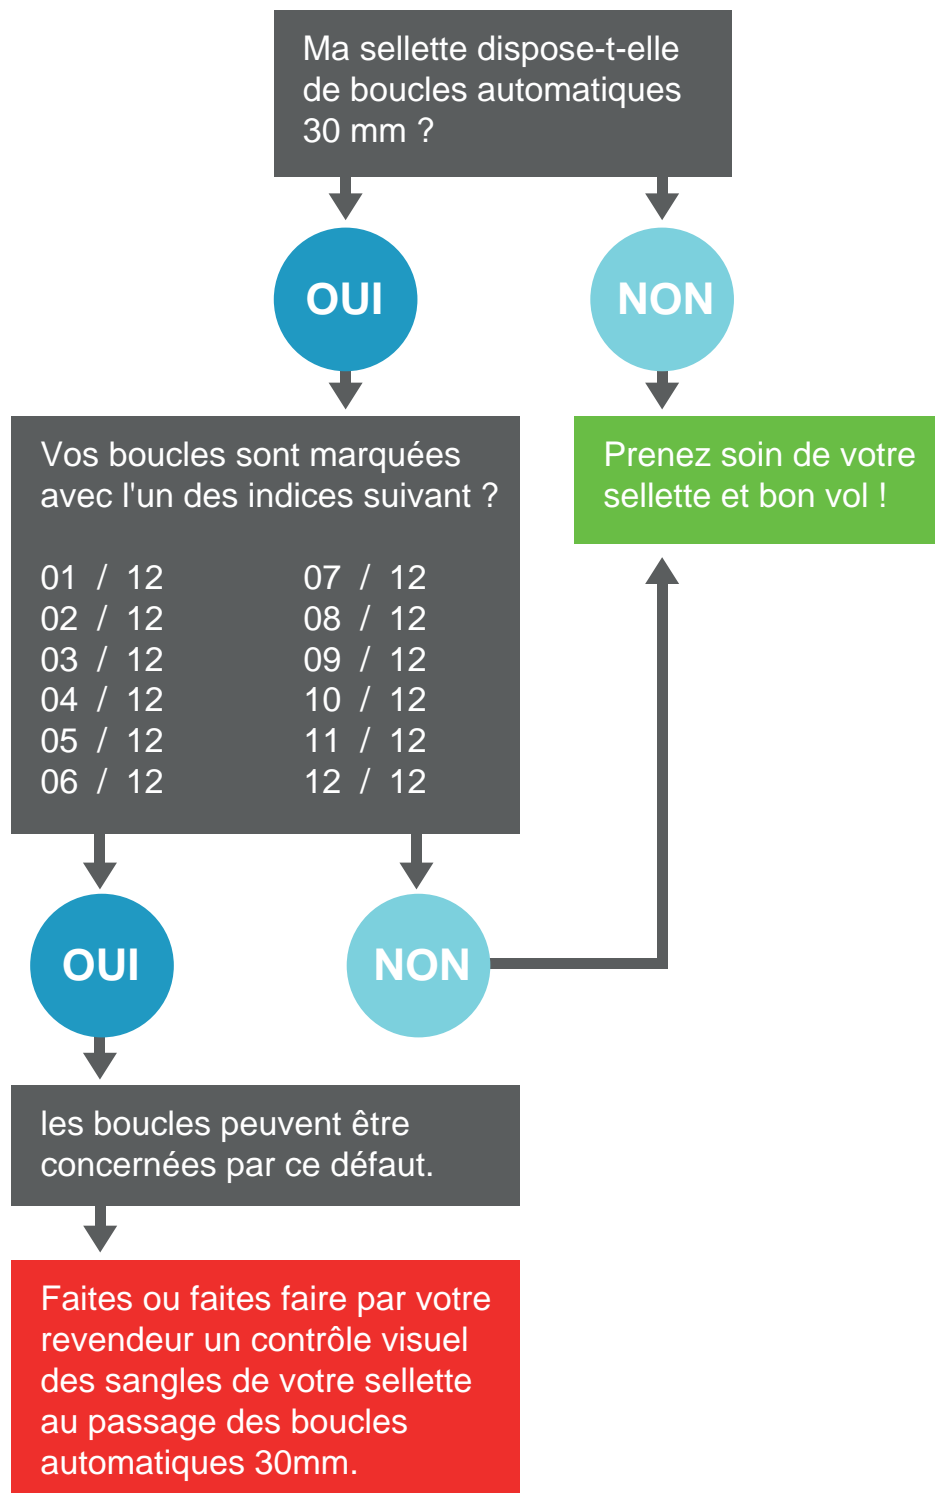 Ma sellette dispose-t-elle
de boucles automatiques
30 mm ?
OUI
NON
Vos boucles sont marquées
avec l'un des indices suivant ?
01 / 12
02 / 12
03 / 12
04 / 12
05 / 12
06 / 12
07 / 12
08 / 12
09 / 12
10 / 12
11 / 12
12 / 12
Prenez soin de votre
sellette et bon vol !
OUI
NON
les boucles peuvent être
concernées par ce défaut.
Faites ou faites faire par votre
revendeur un contrôle visuel
des sangles de votre sellette
au passage des boucles
automatiques 30mm.